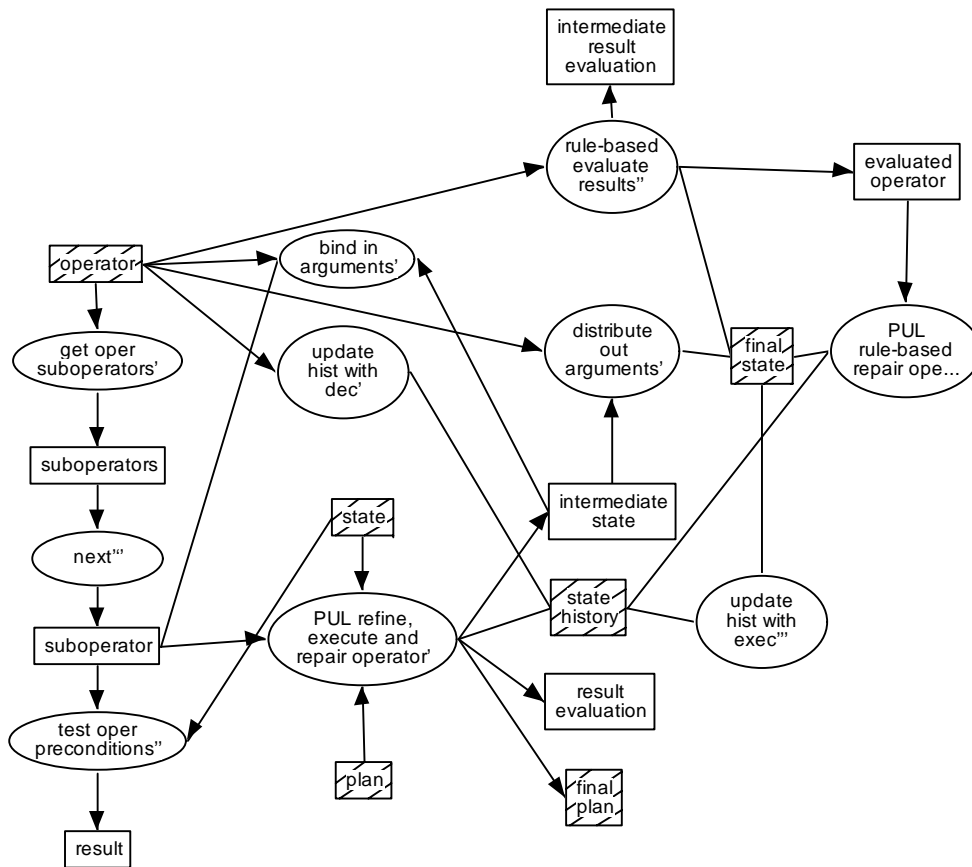 intermediate
result
evaluation
rule-based
evaluate
results’’
evaluated
operator
operator
bind in
arguments’
get oper
suboperators’
update
hist with
dec’
distribute
out
arguments’
final
state
PUL
rule-based
repair ope...
suboperators
state
intermediate
state
next’‘’
PUL refine,
execute and
repair operator’
state
history
update
hist with
exec’’’
suboperator
result
evaluation
test oper
preconditions’’
plan
final
plan
result